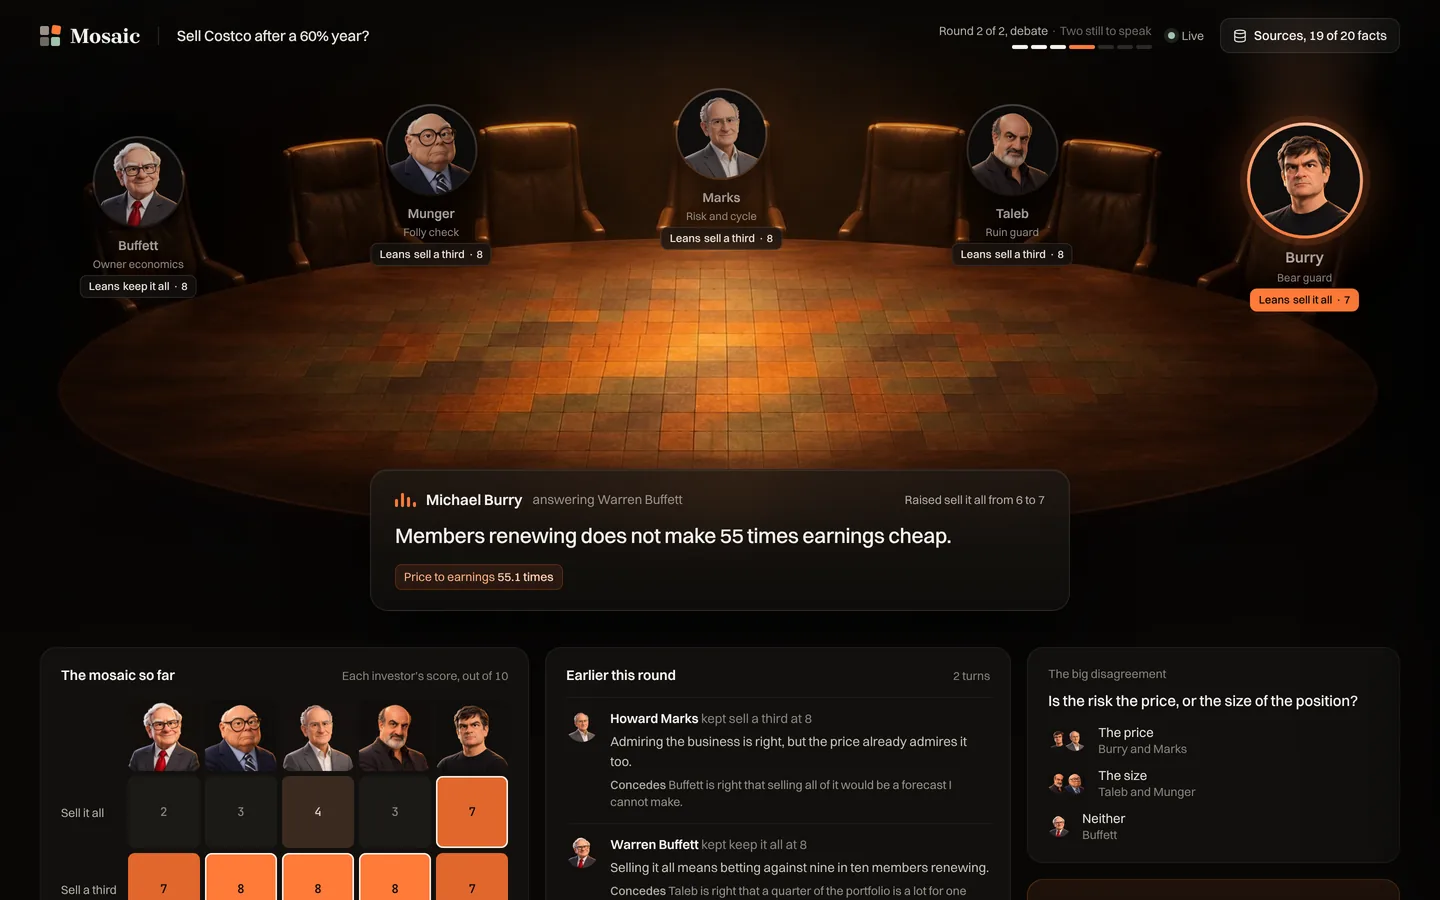 Mosaic
Sell Costco after a 60% year?
Round 2 of 2, debate · Two still to speak
Live
Sources, 19 of 20 facts
Buffett
Owner economics
Leans keep it all · 8
Munger
Folly check
Leans sell a third · 8
Marks
Risk and cycle
Leans sell a third · 8
Taleb
Ruin guard
Leans sell a third · 8
Burry
Bear guard
Leans sell it all · 7
Michael Burry answering Warren Buffett
Raised sell it all from 6 to 7
Members renewing does not make 55 times earnings cheap.
Price to earnings 55.1 times
The mosaic so far
Each investor's score, out of 10
Sell it all 2 3 4 3 7
Sell a third 7 8 8 8 7
Earlier this round
2 turns
Howard Marks kept sell a third at 8
Admiring the business is right, but the price already admires it
too.
Concedes Buffett is right that selling all of it would be a forecast I
cannot make.
Warren Buffett kept keep it all at 8
Selling it all means betting against nine in ten members renewing.
Concedes Taleb is right that a quarter of the portfolio is a lot for one
The big disagreement
Is the risk the price, or the size of the position?
The price
Burry and Marks
The size
Taleb and Munger
Neither
Buffett